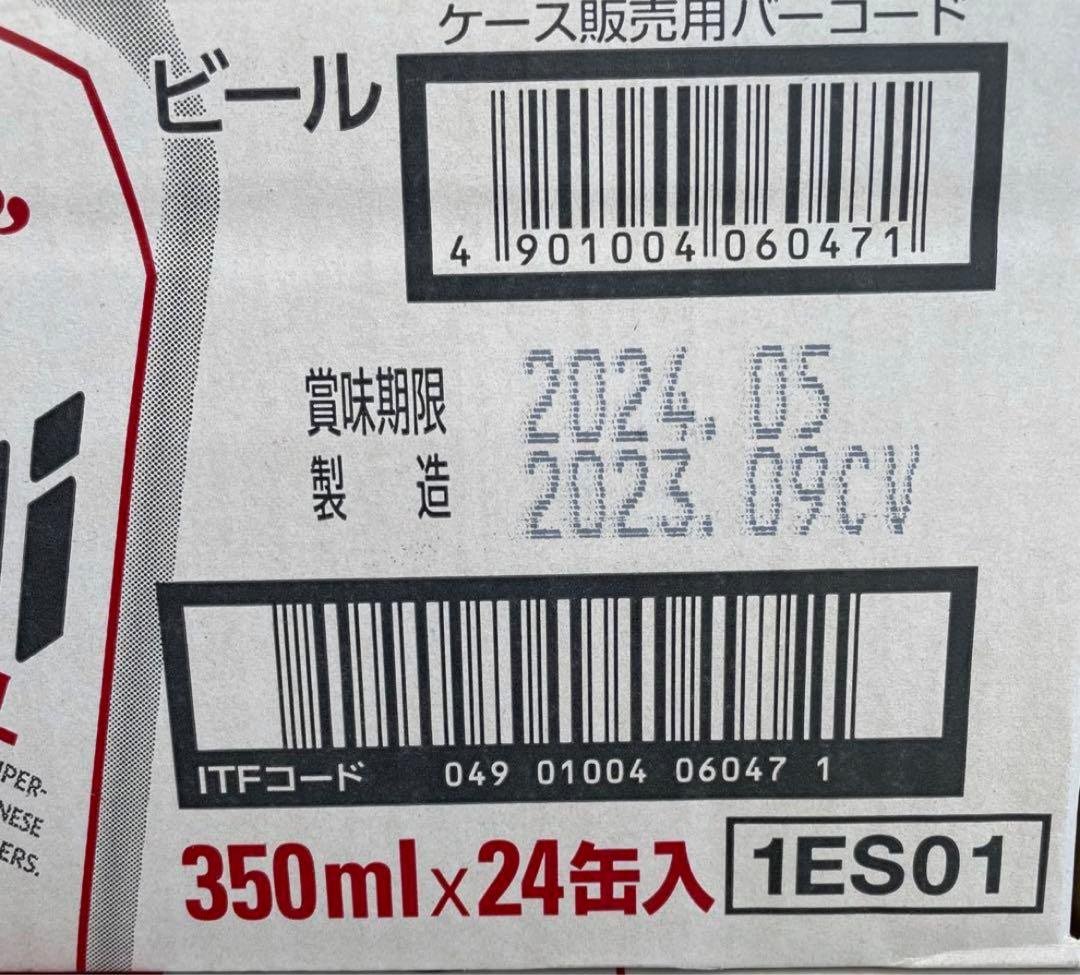 ケース販売用バーコード
ビール
4 901004 060471
賞味期限 2024.05
製造 2023.09CV
ITFコード 049 01004 06047 1
350ml×24缶入 1ES01
ERS.